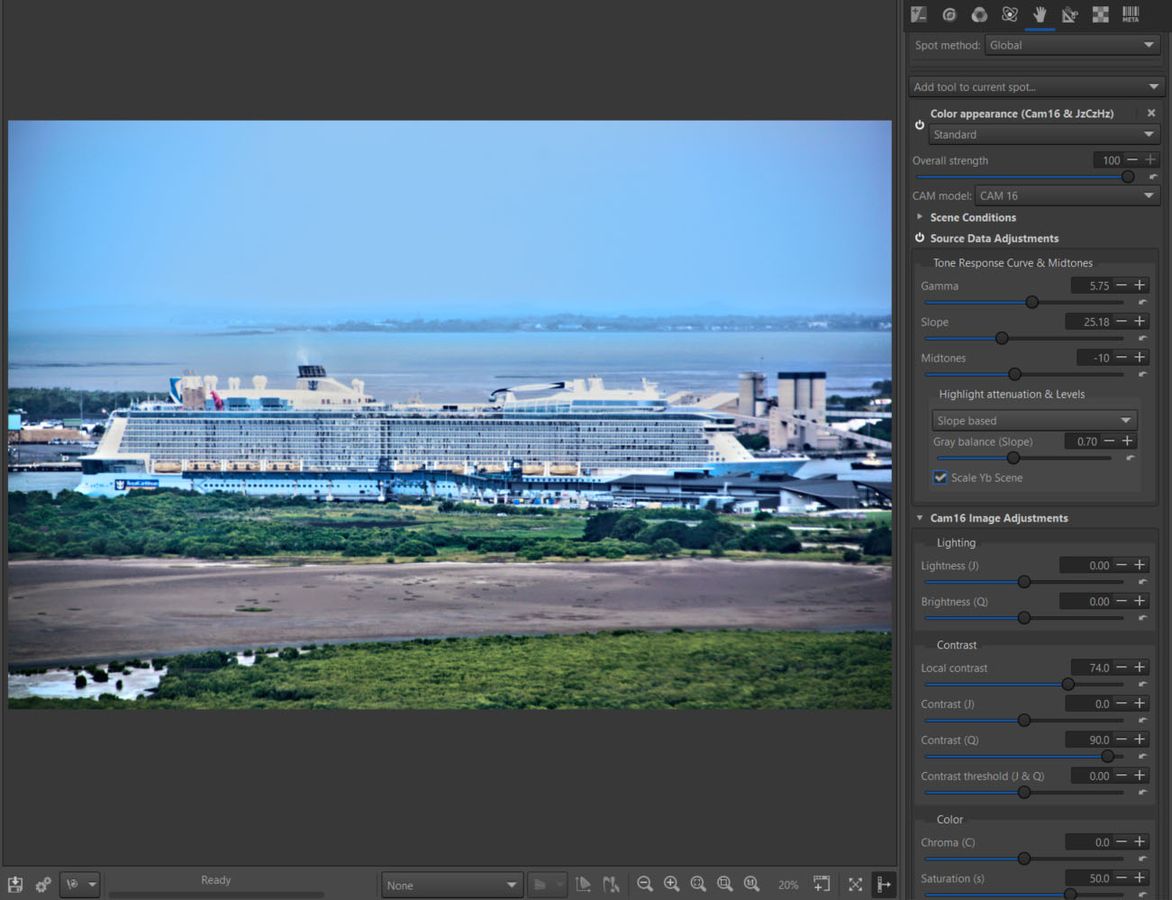 META
Spot method: Global
Add tool to current spot...
Color appearance (Cam16 & JzCzHz)
Standard
Overall strength 100
CAM model: CAM 16
Scene Conditions
Source Data Adjustments
Tone Response Curve & Midtones
Gamma 5.75
Slope 25.18
Midtones -10
Highlight attenuation & Levels
Slope based
Gray balance (Slope) 0.70
Scale Yb Scene
Cam16 Image Adjustments
Lighting
Lightness (J) 0.00
Brightness (Q) 0.00
Contrast
Local contrast 74.0
Contrast (J) 0.0
Contrast (Q) 90.0
Contrast threshold (J & Q) 0.00
Color
Chroma (C) 0.0
Saturation (s) 50.0
Ready
None
20%